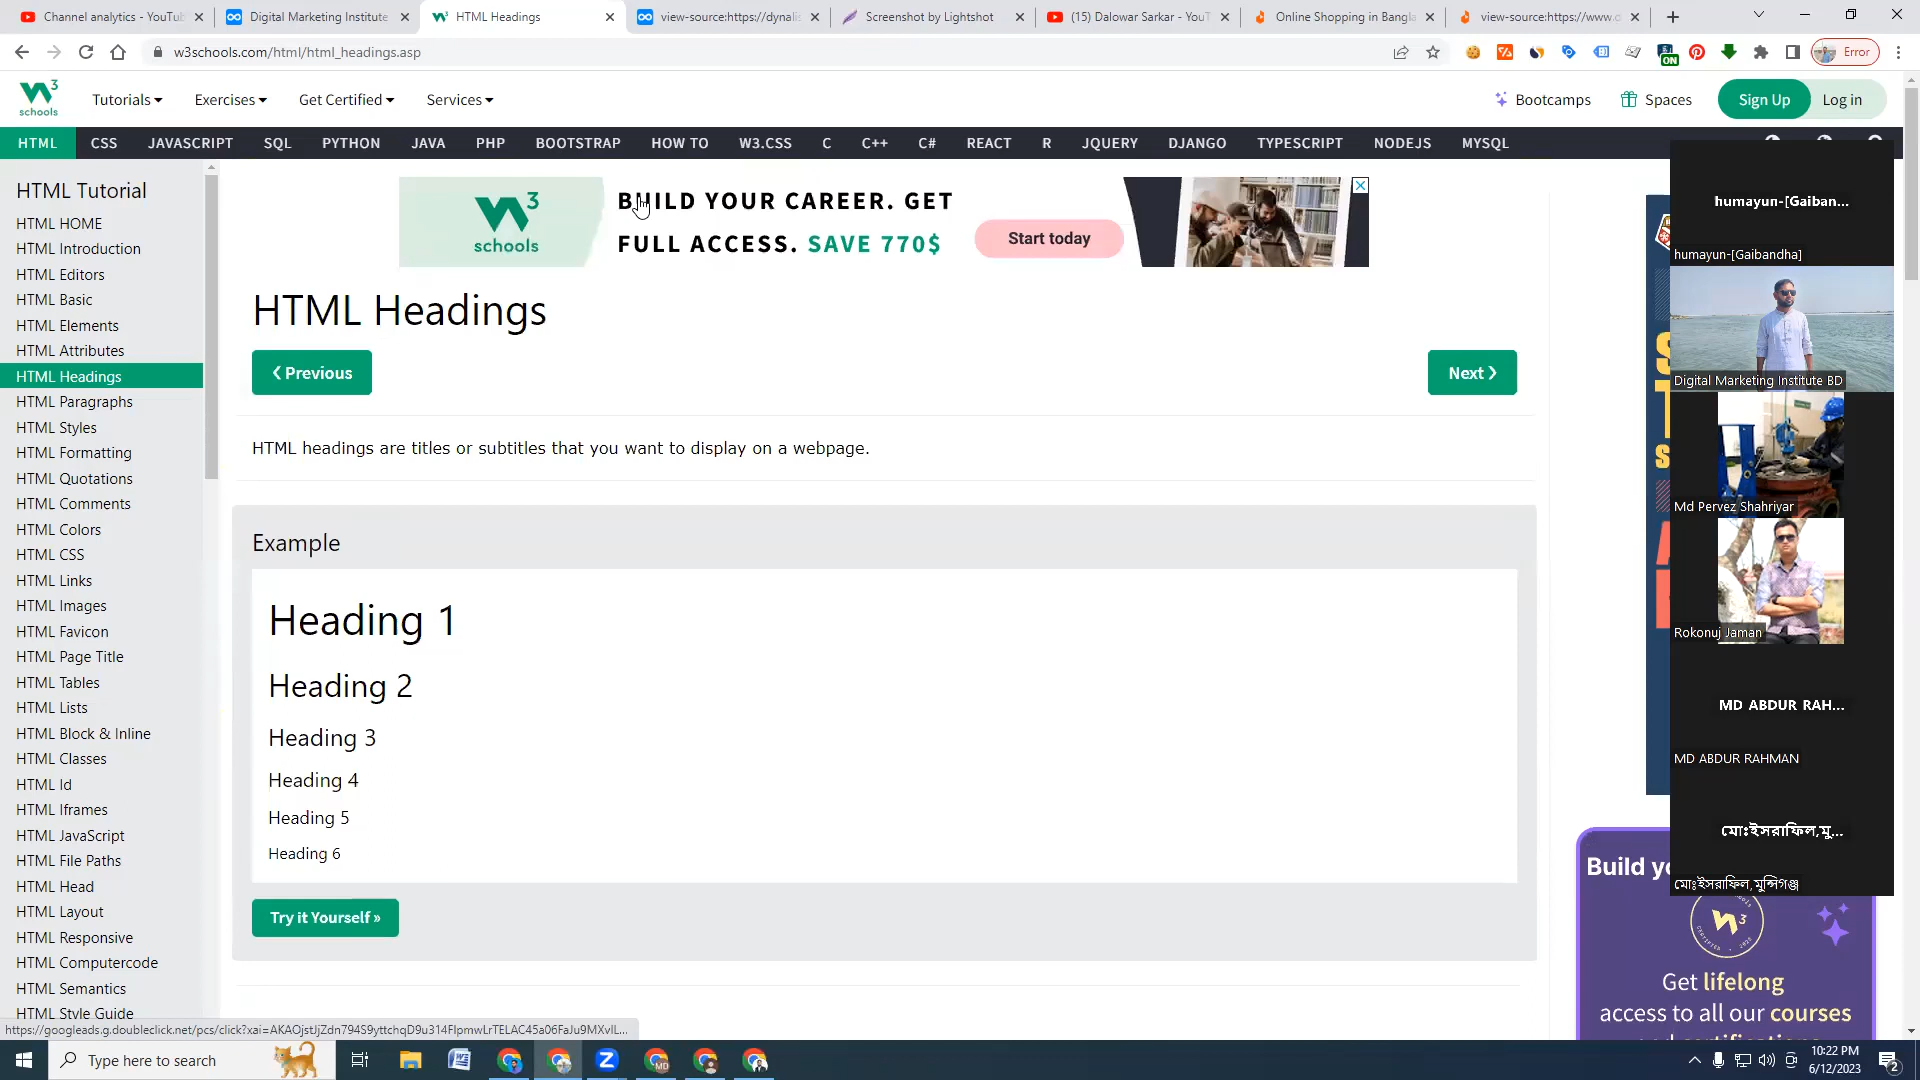 Channel analytics - YouTub
Digital Marketing Institute
HTML Headings
view-source:https://dynalis
Screenshot by Lightshot
(15) Dalowar Sarkar - YouT
Online Shopping in Bangla
view-source:https://www.d
w3schools.com/html/html_headings.asp
ON
Error
W3 schools
Tutorials
Exercises
Get Certified
Services
Bootcamps
Spaces
Sign Up
Log in
HTML CSS JAVASCRIPT SQL PYTHON JAVA PHP BOOTSTRAP HOW TO W3.CSS C C++ C# REACT R JQUERY DJANGO TYPESCRIPT NODEJS MYSQL
HTML Tutorial
HTML HOME
HTML Introduction
HTML Editors
HTML Basic
HTML Elements
HTML Attributes
HTML Headings
HTML Paragraphs
HTML Styles
HTML Formatting
HTML Quotations
HTML Comments
HTML Colors
HTML CSS
HTML Links
HTML Images
HTML Favicon
HTML Page Title
HTML Tables
HTML Lists
HTML Block & Inline
HTML Classes
HTML Id
HTML Iframes
HTML JavaScript
HTML File Paths
HTML Head
HTML Layout
HTML Responsive
HTML Computercode
HTML Semantics
HTML Style Guide
W3 schools
BUILD YOUR CAREER. GET
FULL ACCESS. SAVE 770$
Start today
HTML Headings
❮ Previous
Next ❯
HTML headings are titles or subtitles that you want to display on a webpage.
Example
Heading 1
Heading 2
Heading 3
Heading 4
Heading 5
Heading 6
Try it Yourself »
humayun-[Gaiban...
humayun-[Gaibandha]
Digital Marketing Institute BD
Md Pervez Shahriyar
Rokonuj Jaman
MD ABDUR RAH...
MD ABDUR RAHMAN
মোঃইসরাফিল,মু...
মোঃইসরাফিল,মুন্সিগঞ্জ
Build yo
Get lifelong
access to all our courses
Type here to search
10:22 PM
6/12/2023
2